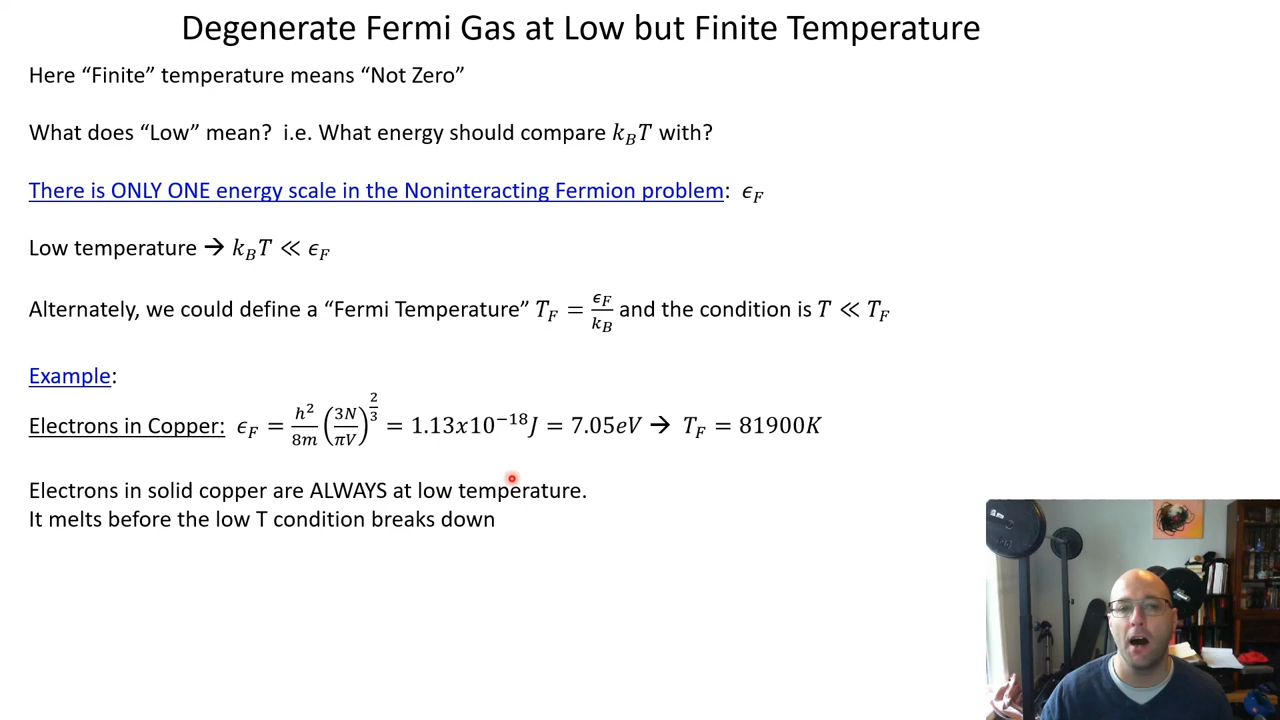 Degenerate Fermi Gas at Low but Finite Temperature
Here “Finite” temperature means “Not Zero”
What does “Low” mean?  i.e. What energy should compare k_B T with?
There is ONLY ONE energy scale in the Noninteracting Fermion problem:  ϵ_F
Low temperature → k_B T ≪ ϵ_F
Alternately, we could define a “Fermi Temperature” T_F = ϵ_F/k_B and the condition is T ≪ T_F
Example:
Electrons in Copper:  ϵ_F = h²/8m (3N/πV)^(2/3) = 1.13x10⁻¹⁸J = 7.05eV → T_F = 81900K
Electrons in solid copper are ALWAYS at low temperature.
It melts before the low T condition breaks down